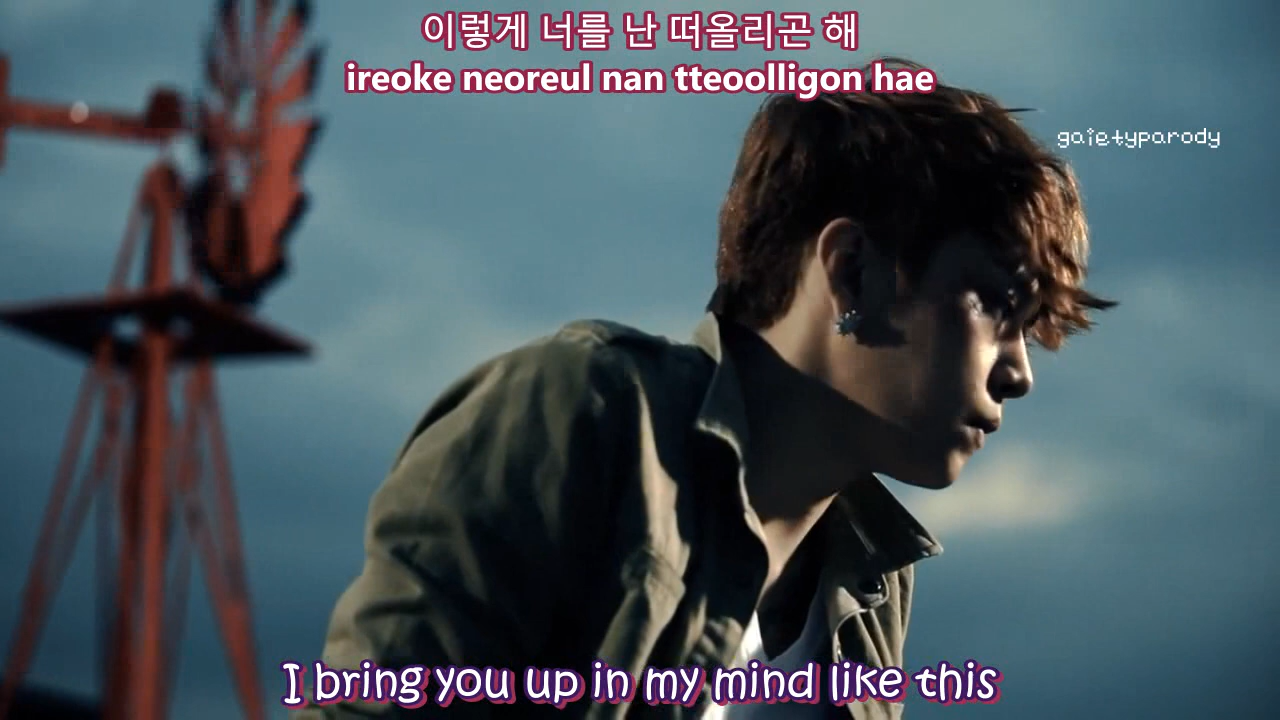 이렇게 너를 난 떠올리곤 해
ireoke neoreul nan tteoolligon hae
gaietyparody
I bring you up in my mind like this